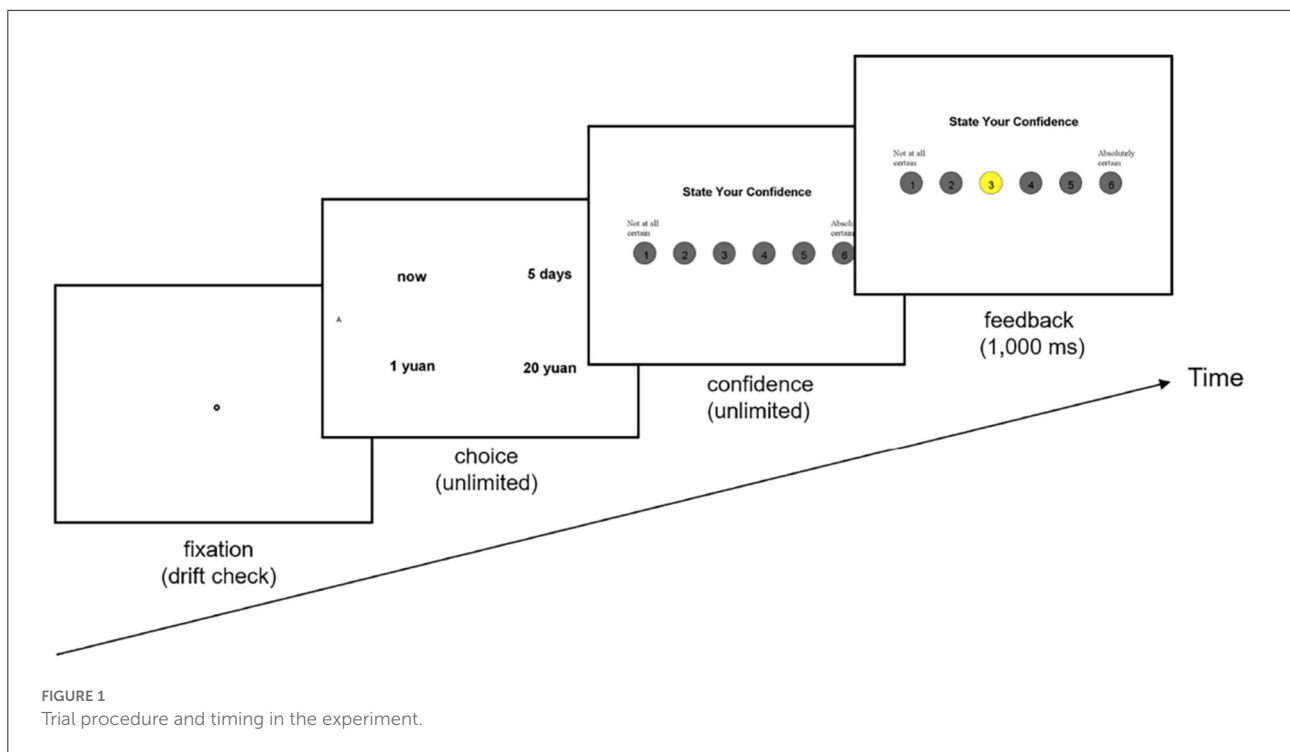 State Your Confidence
Not at all
certain
Absolutely
certain
1 2 3 4 5 6
feedback
(1,000 ms)
State Your Confidence
Not at all
certain
Absolu
certain
1 2 3 4 5 6
confidence
(unlimited)
now 5 days
A
1 yuan 20 yuan
choice
(unlimited)
fixation
(drift check)
Time
FIGURE 1
Trial procedure and timing in the experiment.